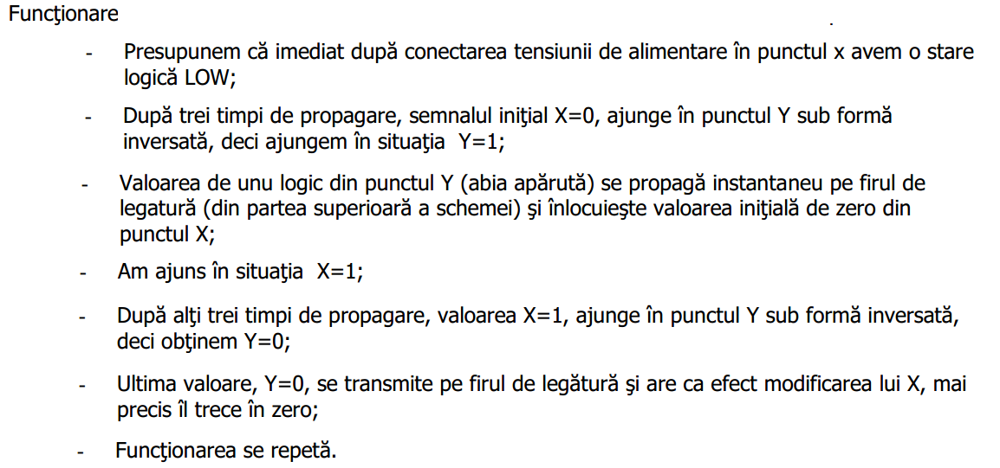 Funcţionare
- Presupunem că imediat după conectarea tensiunii de alimentare în punctul x avem o stare
logică LOW;
- După trei timpi de propagare, semnalul iniţial X=0, ajunge în punctul Y sub formă
inversată, deci ajungem în situaţia Y=1;
- Valoarea de unu logic din punctul Y (abia apărută) se propagă instantaneu pe firul de
legatură (din partea superioară a schemei) şi înlocuieşte valoarea iniţială de zero din
punctul X;
- Am ajuns în situaţia X=1;
- După alţi trei timpi de propagare, valoarea X=1, ajunge în punctul Y sub formă inversată,
deci obţinem Y=0;
- Ultima valoare, Y=0, se transmite pe firul de legătură şi are ca efect modificarea lui X, mai
precis îl trece în zero;
- Funcţionarea se repetă.